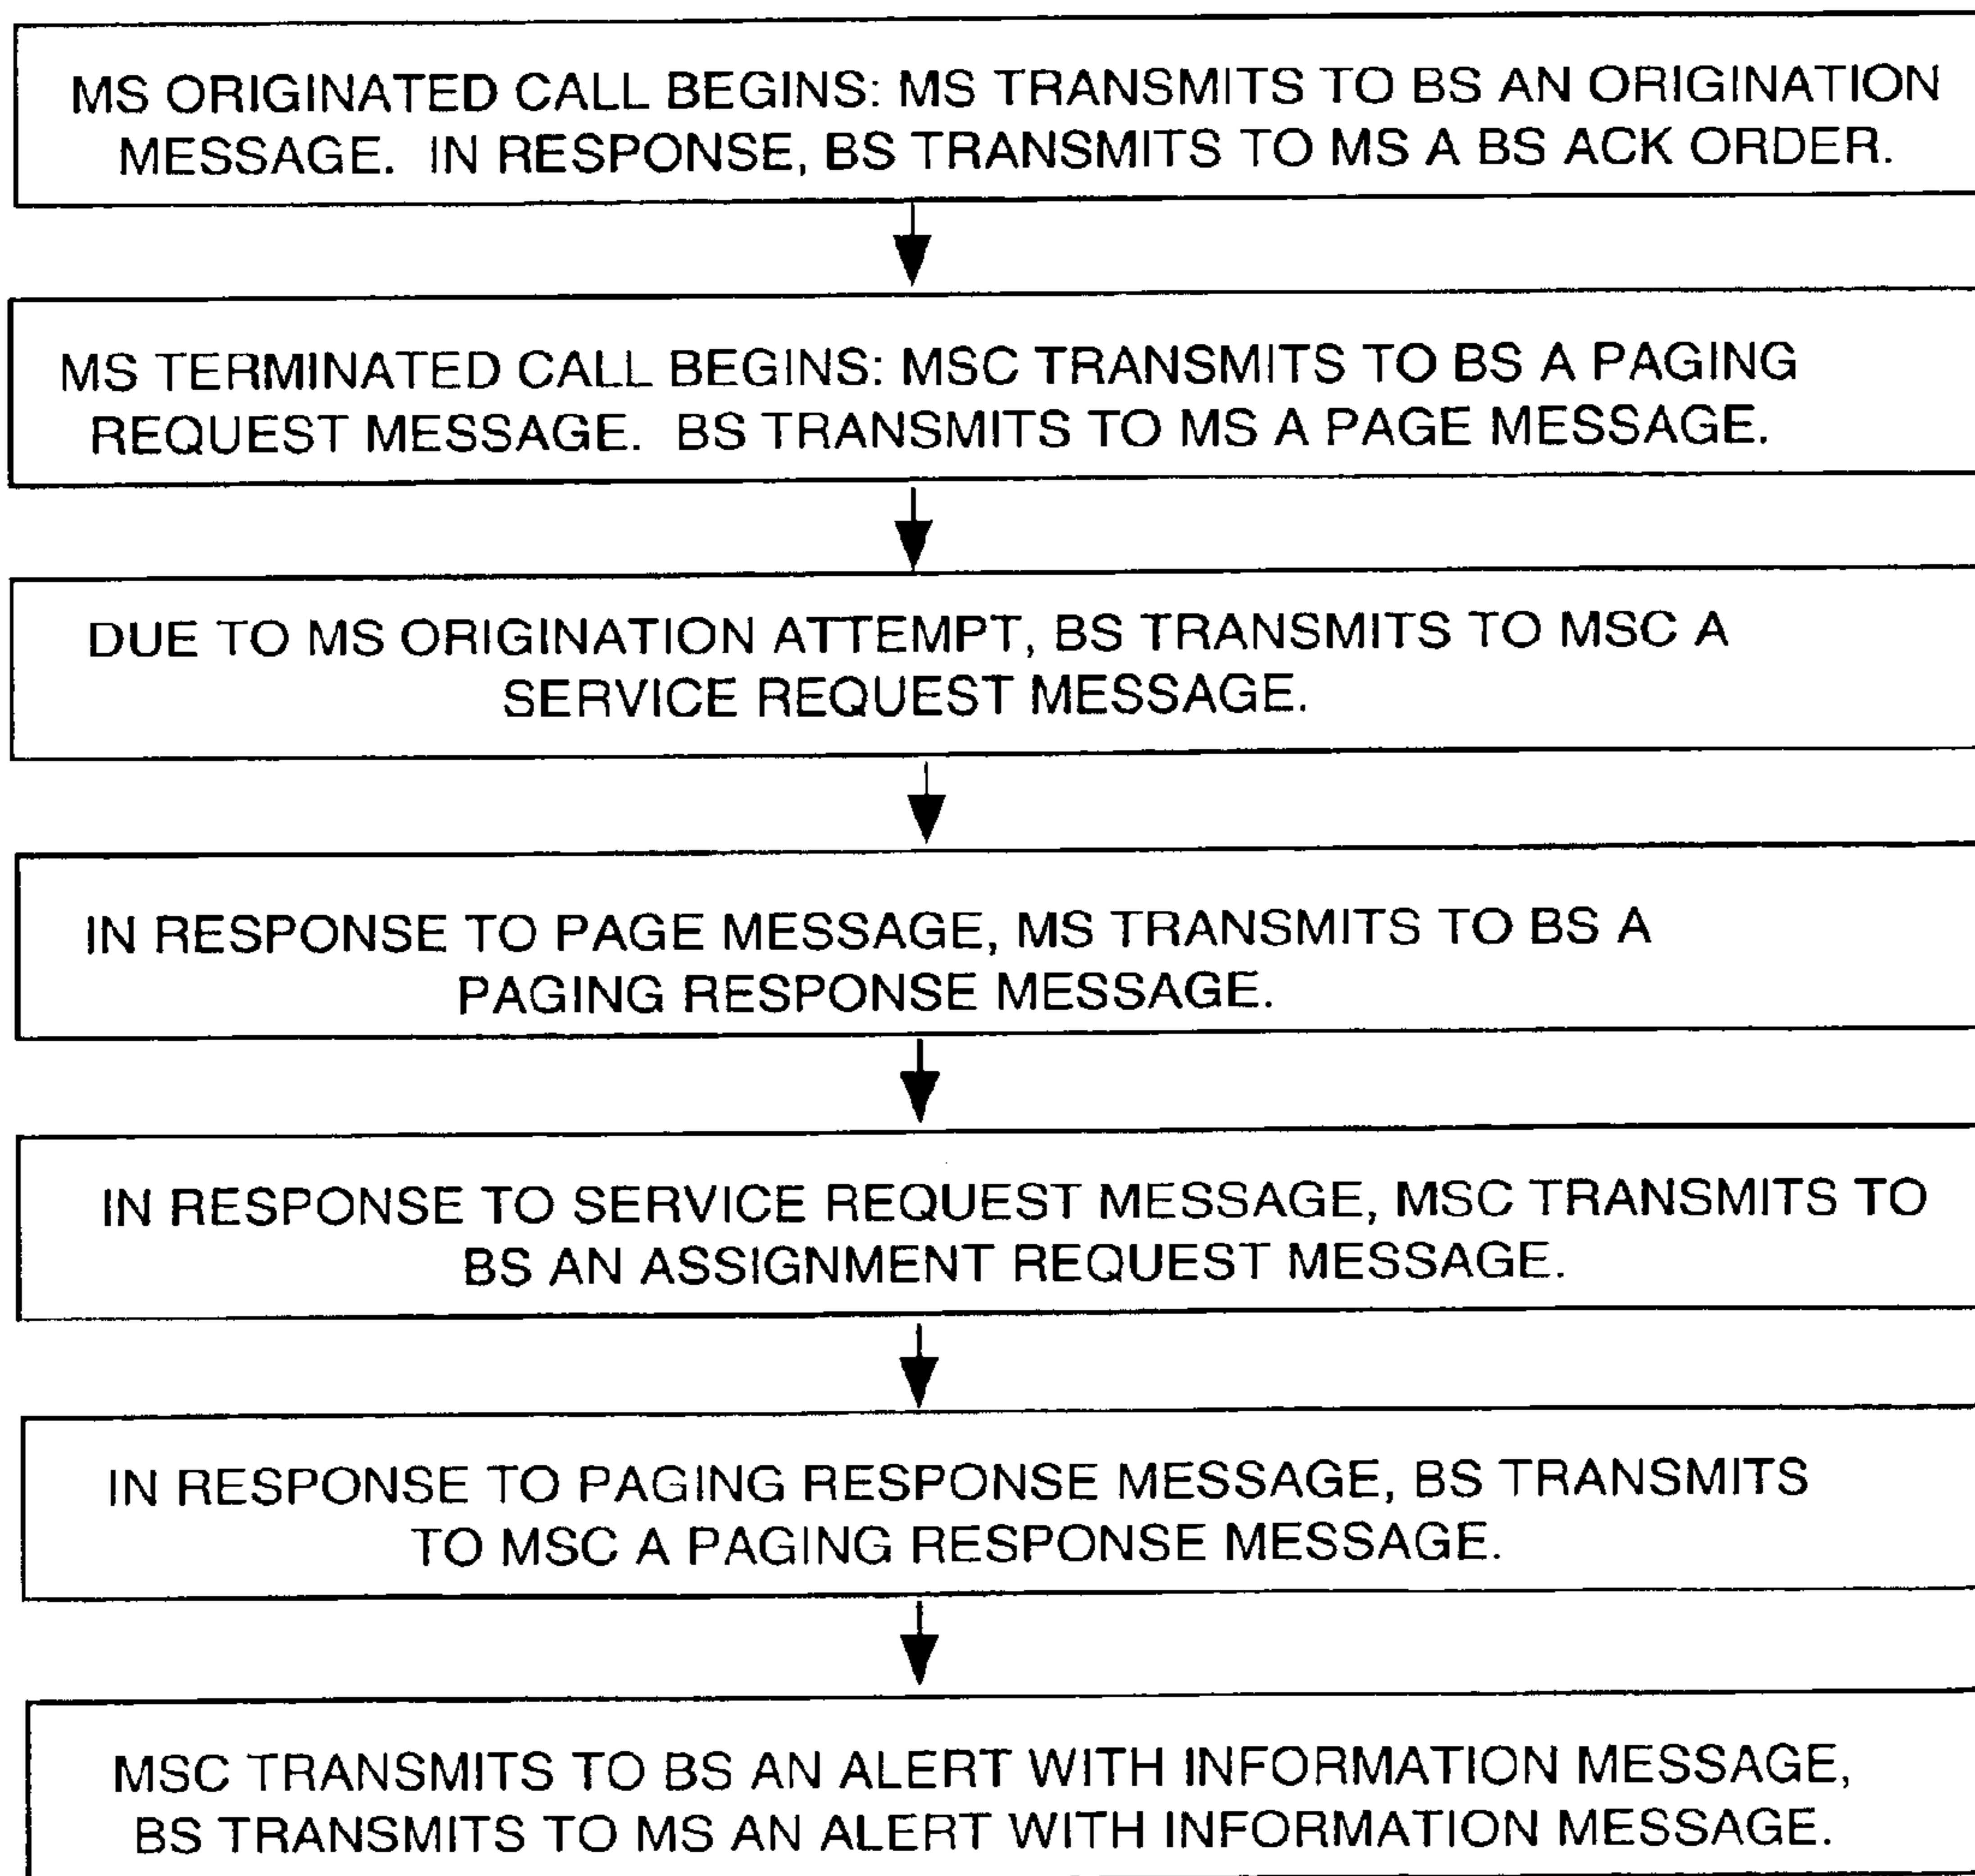 MS ORIGINATED CALL BEGINS: MS TRANSMITS TO BS AN ORIGINATION
MESSAGE. IN RESPONSE, BS TRANSMITS TO MS A BS ACK ORDER.
MS TERMINATED CALL BEGINS: MSC TRANSMITS TO BS A PAGING
REQUEST MESSAGE. BS TRANSMITS TO MS A PAGE MESSAGE.
DUE TO MS ORIGINATION ATTEMPT, BS TRANSMITS TO MSC A
SERVICE REQUEST MESSAGE.
IN RESPONSE TO PAGE MESSAGE, MS TRANSMITS TO BS A
PAGING RESPONSE MESSAGE.
IN RESPONSE TO SERVICE REQUEST MESSAGE, MSC TRANSMITS TO
BS AN ASSIGNMENT REQUEST MESSAGE.
IN RESPONSE TO PAGING RESPONSE MESSAGE, BS TRANSMITS
TO MSC A PAGING RESPONSE MESSAGE.
MSC TRANSMITS TO BS AN ALERT WITH INFORMATION MESSAGE,
BS TRANSMITS TO MS AN ALERT WITH INFORMATION MESSAGE.